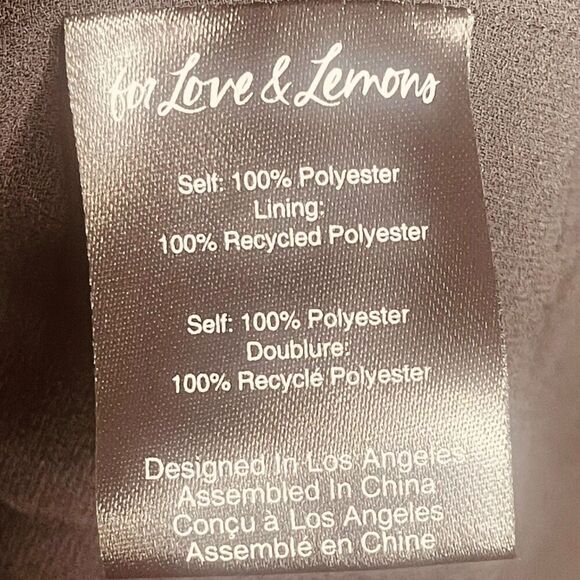 for Love & Lemons
Self: 100% Polyester
Lining:
100% Recycled Polyester
Self: 100% Polyester
Doublure:
100% Recyclé Polyester
Designed In Los Angeles
Assembled In China
Conçu à Los Angeles
Assemblé en Chine